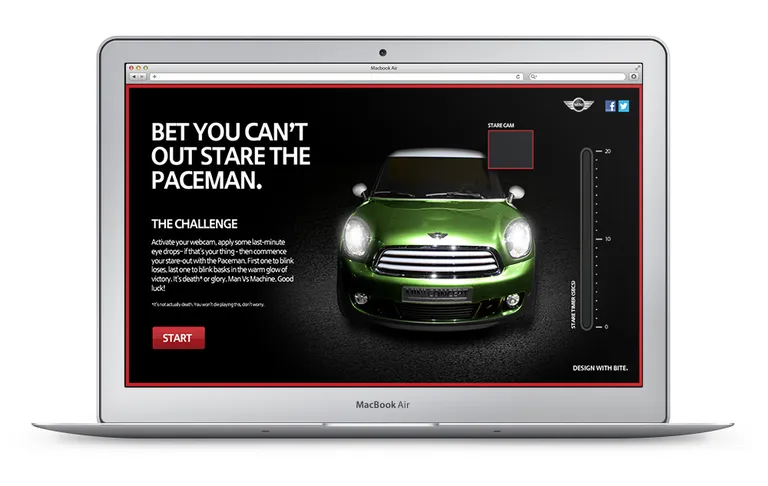 Macbook Air
BET YOU CAN'T
OUT STARE THE
PACEMAN.
THE CHALLENGE
Activate your webcam, apply some last-minute
eye drops– if that's your thing - then commence
your stare-out with the Paceman. First one to blink
loses, last one to blink basks in the warm glow of
victory. It's death* or glory. Man Vs Machine. Good
luck!
*It's not actually death. You won't die playing this, don't worry.
START
STARE CAM
MINI
MINI CONCEPT
20
10
0
STARE TIMER (SECS)
DESIGN WITH BITE.
MacBook Air